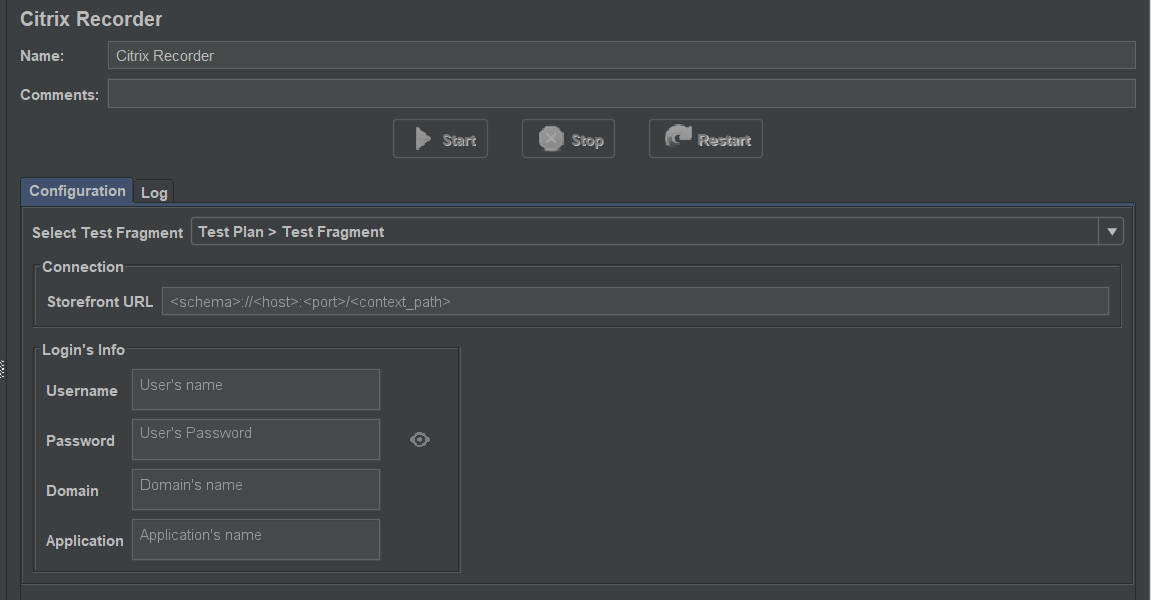 Citrix Recorder
Name: Citrix Recorder
Comments:
Start Stop Restart
Configuration Log
Select Test Fragment Test Plan > Test Fragment
Connection
Storefront URL <schema>://<host>:<port>/<context_path>
Login's Info
Username User's name
Password User's Password
Domain Domain's name
Application Application's name